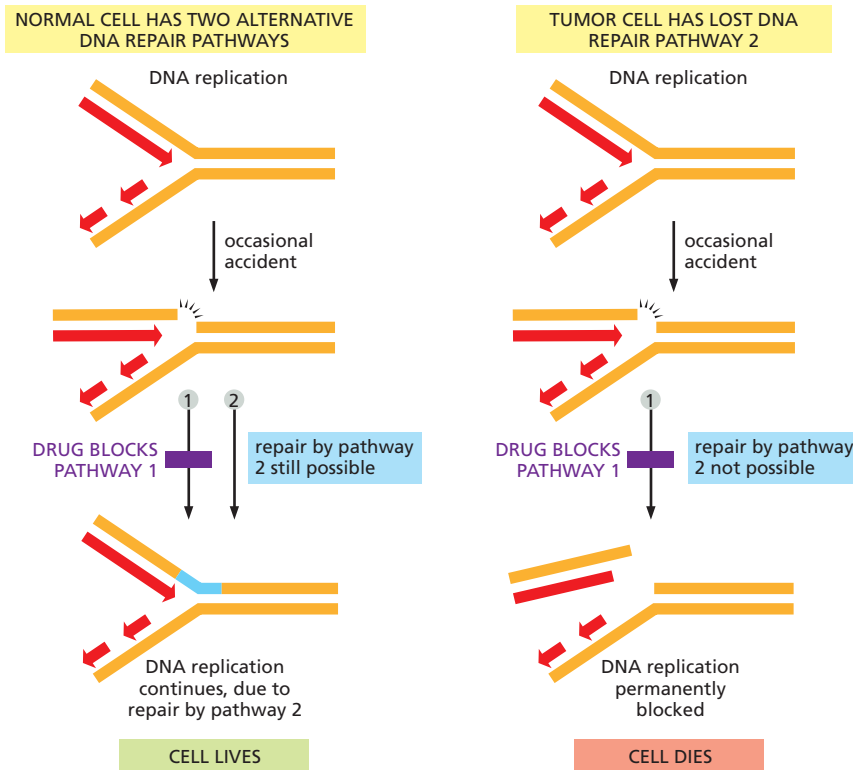 NORMAL CELL HAS TWO ALTERNATIVE
DNA REPAIR PATHWAYS
DNA replication
occasional
accident
1
2
DRUG BLOCKS
PATHWAY 1
repair by pathway
2 still possible
DNA replication
continues, due to
repair by pathway 2
CELL LIVES
TUMOR CELL HAS LOST DNA
REPAIR PATHWAY 2
DNA replication
occasional
accident
1
DRUG BLOCKS
PATHWAY 1
repair by pathway
2 not possible
DNA replication
permanently
blocked
CELL DIES